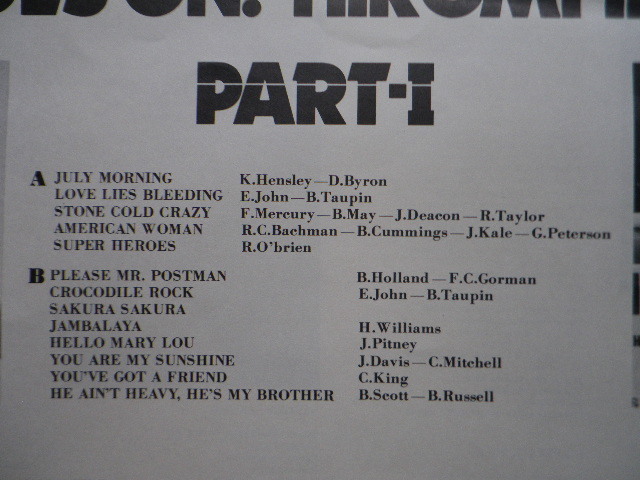 PART-I
A JULY MORNING K.Hensley—D.Byron
LOVE LIES BLEEDING E.John—B.Taupin
STONE COLD CRAZY F.Mercury—B.May—J.Deacon—R.Taylor
AMERICAN WOMAN R.C.Bachman—B.Cummings—J.Kale—G.Peterson
SUPER HEROES R.O'brien
B PLEASE MR. POSTMAN B.Holland—F.C.Gorman
CROCODILE ROCK E.John—B.Taupin
SAKURA SAKURA
JAMBALAYA H.Williams
HELLO MARY LOU J.Pitney
YOU ARE MY SUNSHINE J.Davis—C.Mitchell
YOU'VE GOT A FRIEND C.King
HE AIN'T HEAVY, HE'S MY BROTHER B.Scott—B.Russell